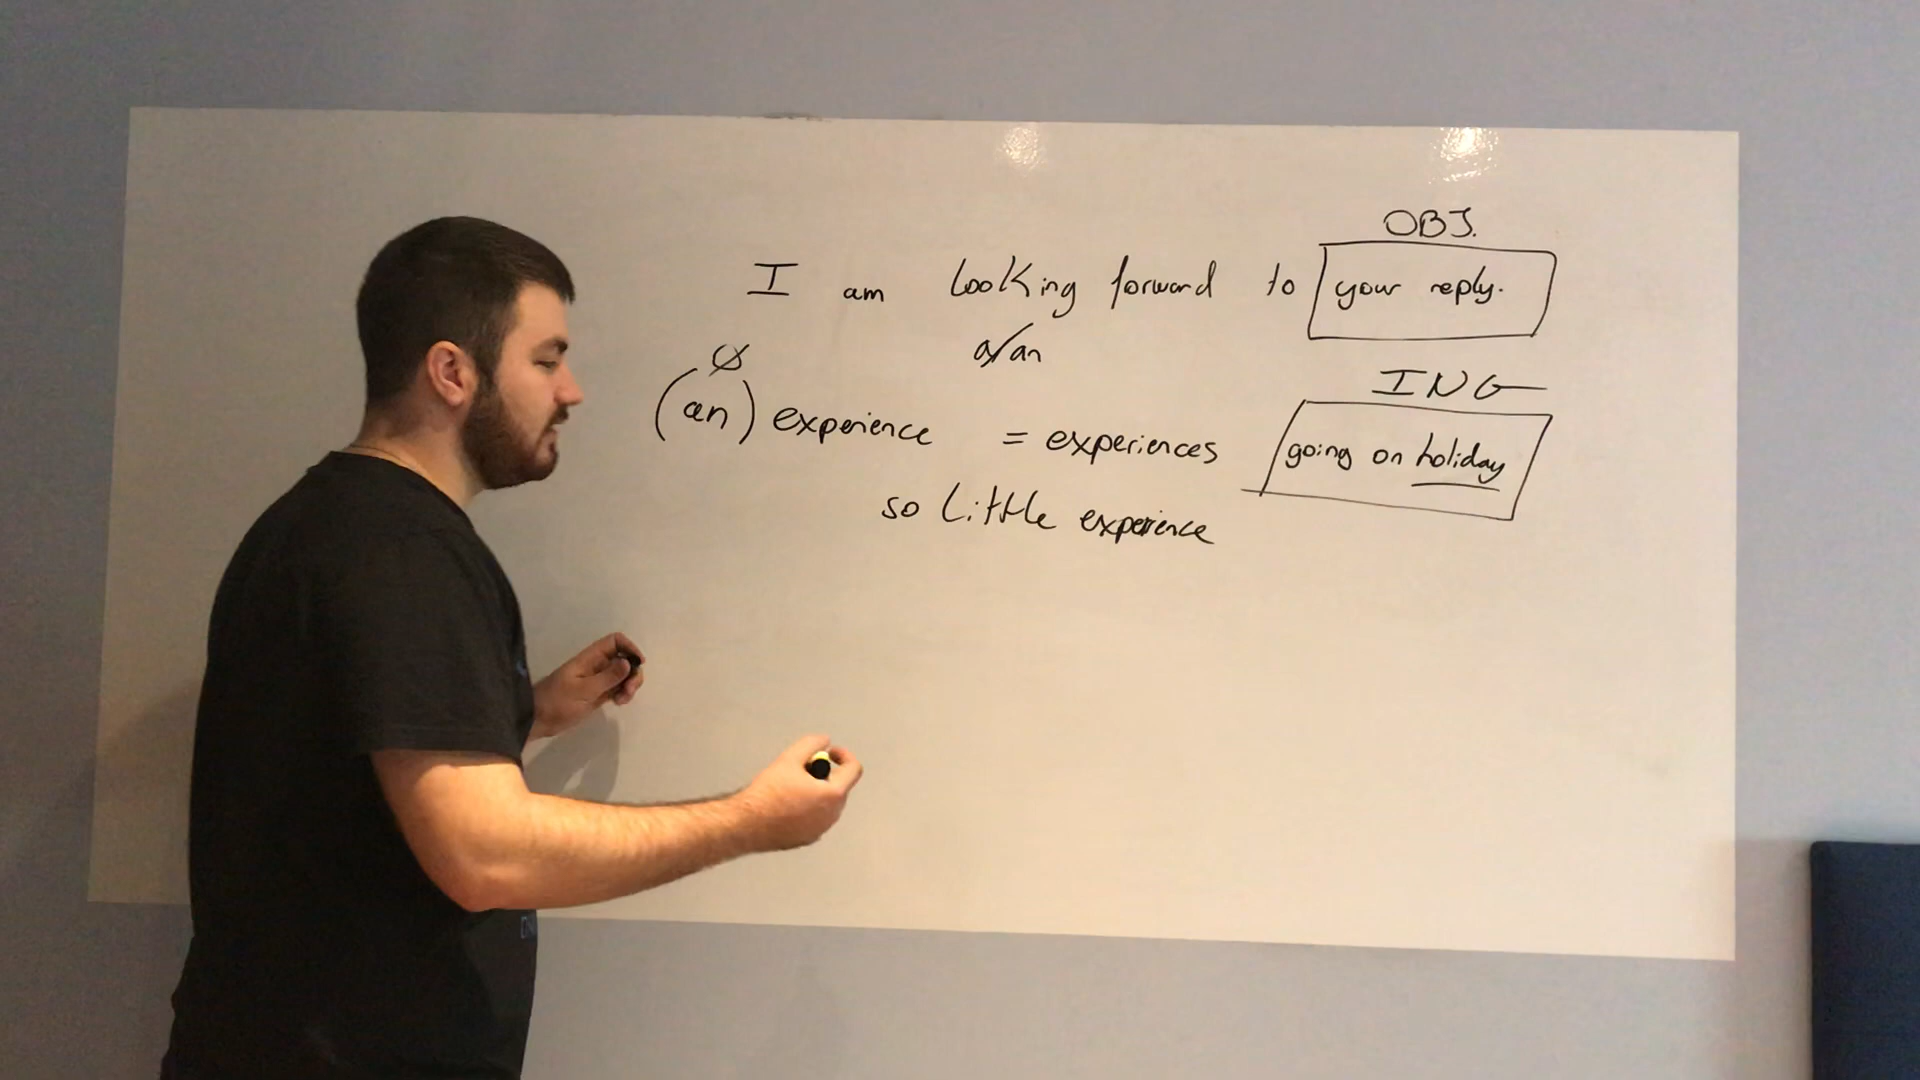 OBJ.
I am looking forward to your reply.
Ø a/an
ING
(an) experience = experiences going on holiday
so little experience